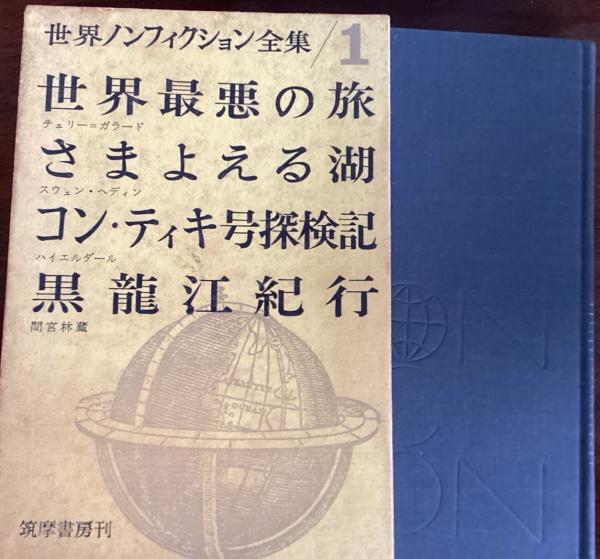 世界ノンフィクション全集/1
世界最悪の旅
チェリー=ガラード
さまよえる湖
スウェン・ヘディン
コン・ティキ号探検記
ハイエルダール
黒龍江紀行
間宮林蔵
筑摩書房刊